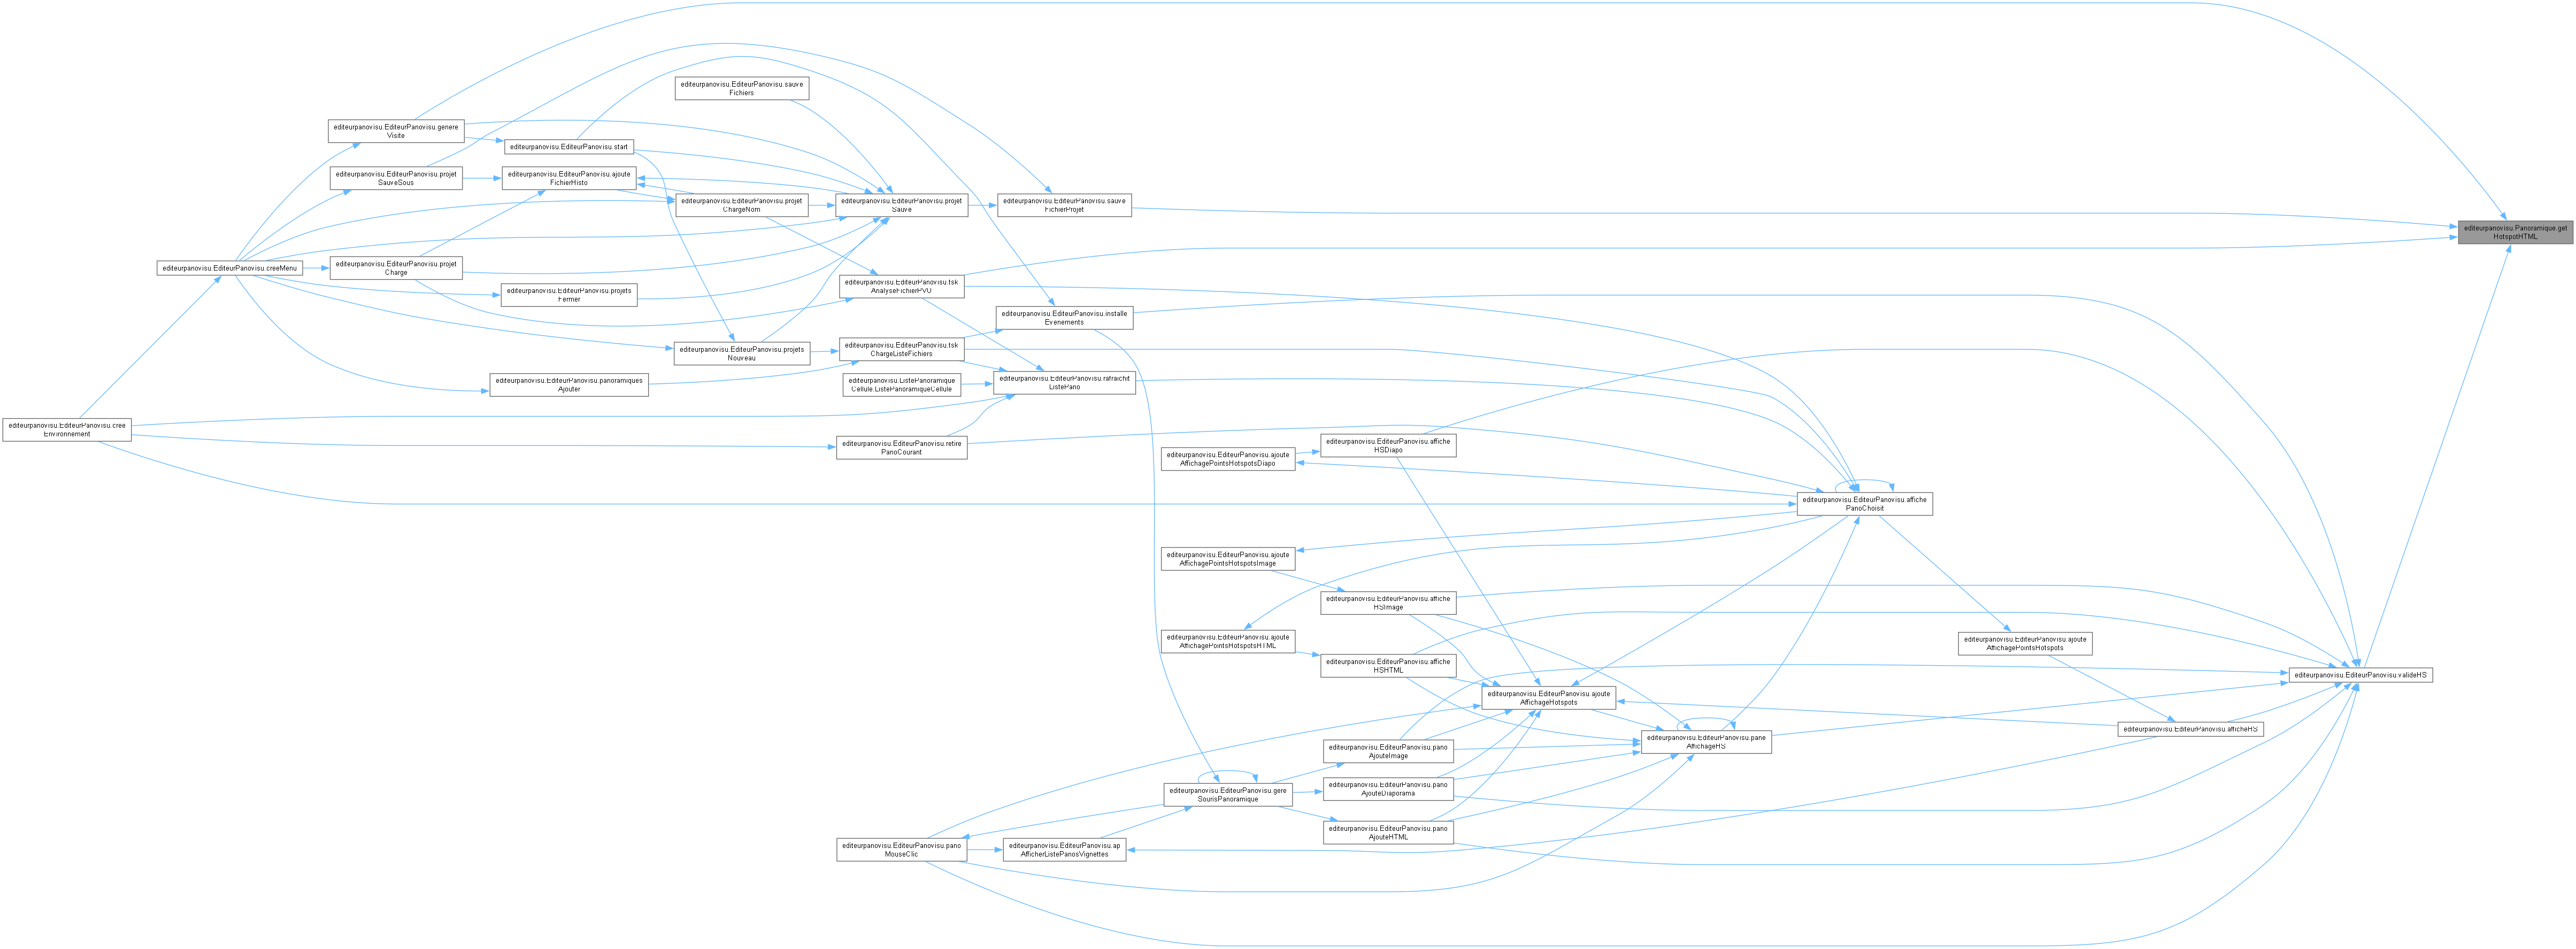 editeurpanovisu.EditeurPanovisu.sauve
Fichiers
editeurpanovisu.EditeurPanovisu.genere
Visite
editeurpanovisu.EditeurPanovisu.start
editeurpanovisu.EditeurPanovisu.projet
SauveSous
editeurpanovisu.EditeurPanovisu.ajoute
FichierHisto
editeurpanovisu.EditeurPanovisu.projet
ChargeNom
editeurpanovisu.EditeurPanovisu.projet
Sauve
editeurpanovisu.EditeurPanovisu.sauve
FichierProjet
editeurpanovisu.Panoramique.get
HotspotHTML
editeurpanovisu.EditeurPanovisu.creeMenu
editeurpanovisu.EditeurPanovisu.projet
Charge
editeurpanovisu.EditeurPanovisu.projets
Fermer
editeurpanovisu.EditeurPanovisu.tsk
AnalyseFichierPVU
editeurpanovisu.EditeurPanovisu.installe
Evenements
editeurpanovisu.EditeurPanovisu.projets
Nouveau
editeurpanovisu.EditeurPanovisu.tsk
ChargeListeFichiers
editeurpanovisu.EditeurPanovisu.panoramiques
Ajouter
editeurpanovisu.ListePanoramique
Cellule.ListePanoramiqueCellule
editeurpanovisu.EditeurPanovisu.rafraichit
ListePano
editeurpanovisu.EditeurPanovisu.cree
Environnement
editeurpanovisu.EditeurPanovisu.retire
PanoCourant
editeurpanovisu.EditeurPanovisu.affiche
HSDiapo
editeurpanovisu.EditeurPanovisu.ajoute
AffichagePointsHotspotsDiapo
editeurpanovisu.EditeurPanovisu.affiche
PanoChoisit
editeurpanovisu.EditeurPanovisu.ajoute
AffichagePointsHotspotsImage
editeurpanovisu.EditeurPanovisu.affiche
HSImage
editeurpanovisu.EditeurPanovisu.ajoute
AffichagePointsHotspotsHTML
editeurpanovisu.EditeurPanovisu.ajoute
AffichagePointsHotspots
editeurpanovisu.EditeurPanovisu.affiche
HSHTML
editeurpanovisu.EditeurPanovisu.valideHS
editeurpanovisu.EditeurPanovisu.ajoute
AffichageHotspots
editeurpanovisu.EditeurPanovisu.afficheHS
editeurpanovisu.EditeurPanovisu.pane
AffichageHS
editeurpanovisu.EditeurPanovisu.pano
AjouteImage
editeurpanovisu.EditeurPanovisu.pano
AjouteDiaporama
editeurpanovisu.EditeurPanovisu.gere
SourisPanoramique
editeurpanovisu.EditeurPanovisu.pano
AjouteHTML
editeurpanovisu.EditeurPanovisu.pano
MouseClic
editeurpanovisu.EditeurPanovisu.ap
AfficherListePanosVignettes